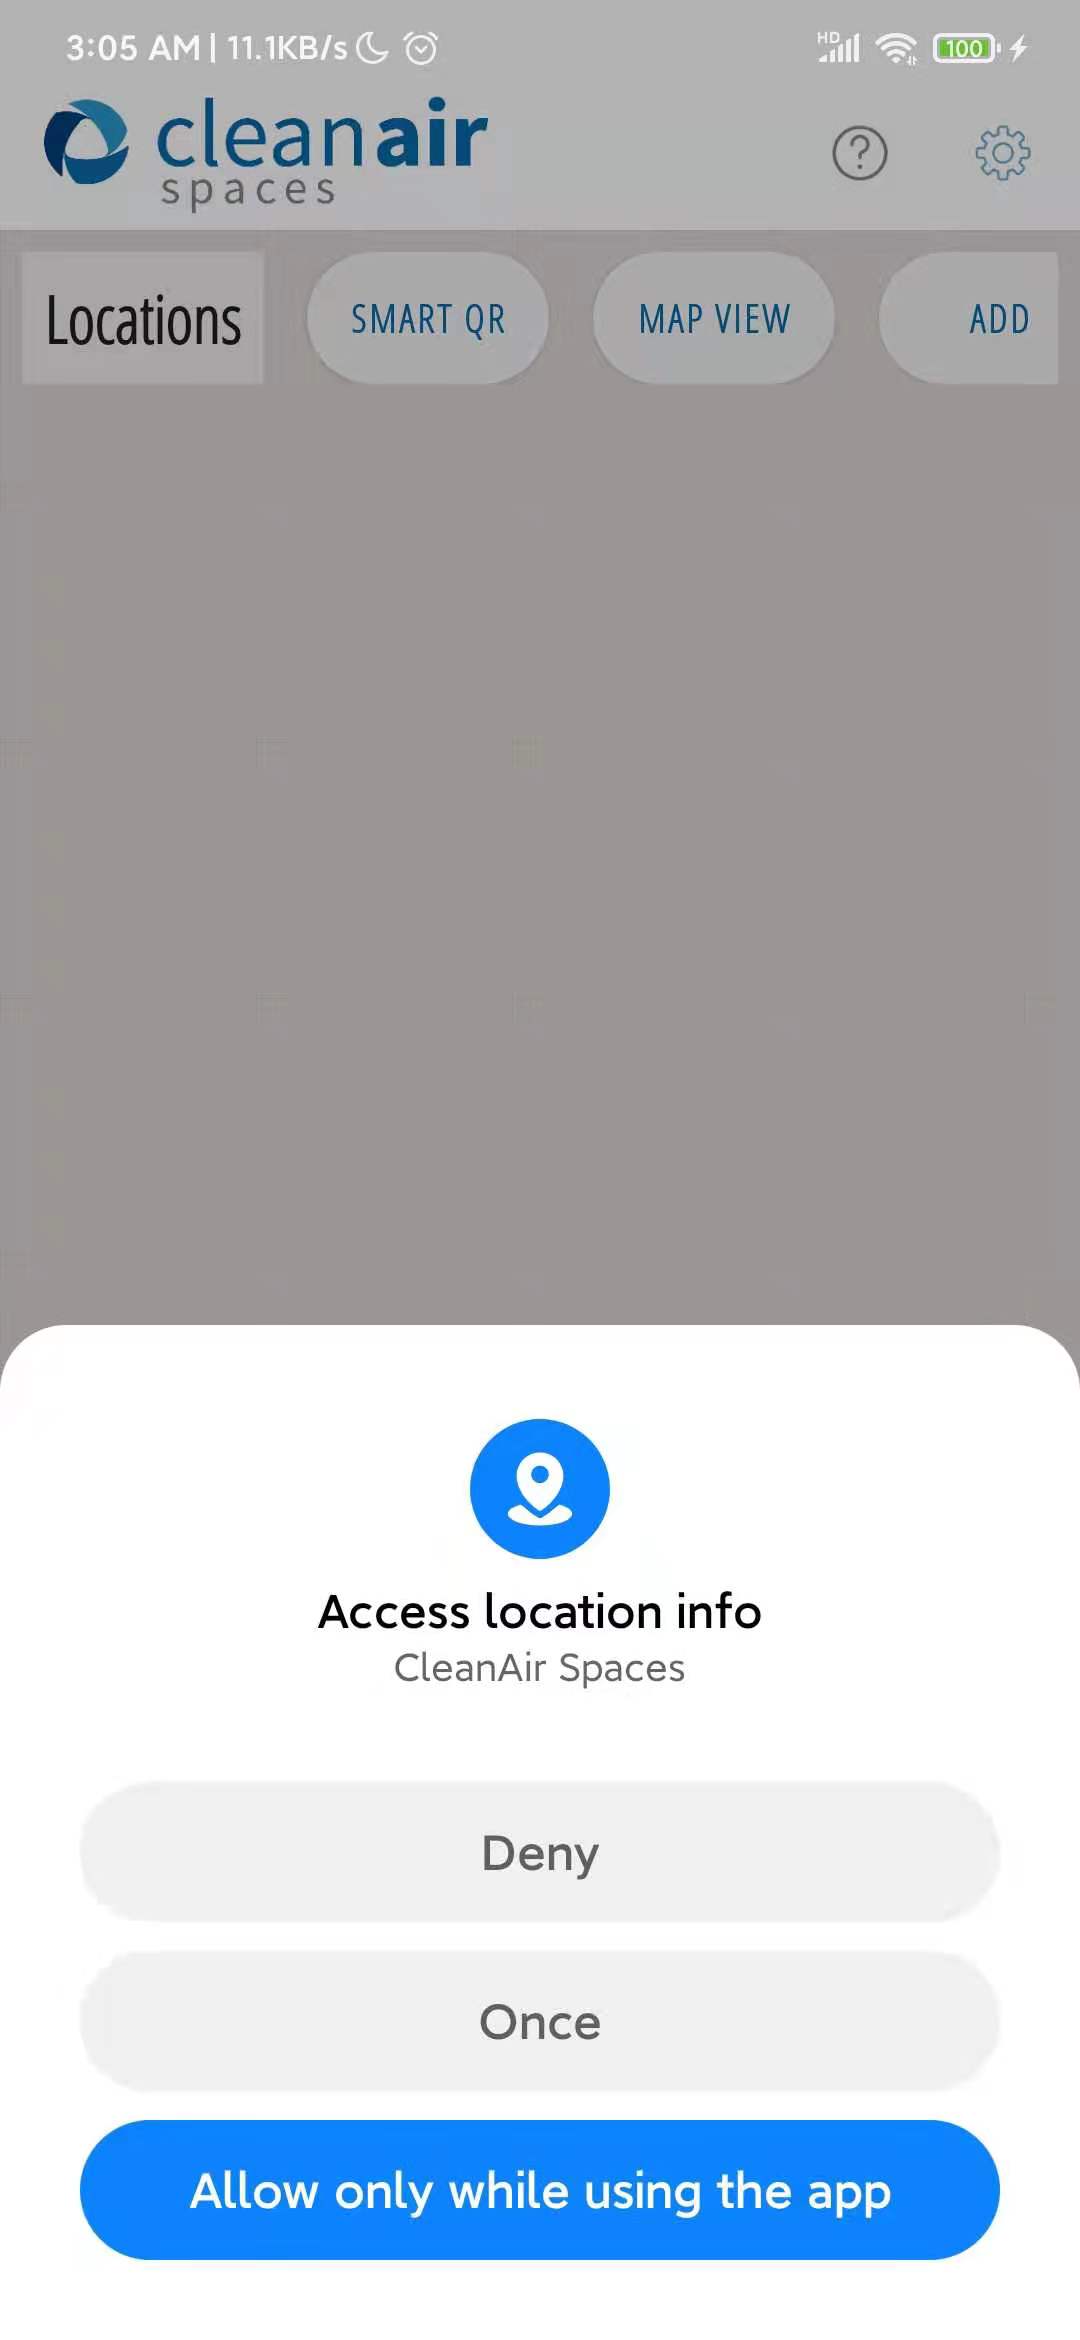 3:05 AM | 11.1KB/s
HD
100
cleanair
spaces
Locations
SMART QR
MAP VIEW
ADD
Access location info
CleanAir Spaces
Deny
Once
Allow only while using the app